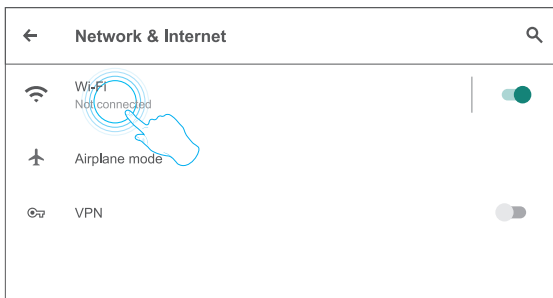 Network & Internet
Wi-Fi
Not connected
Airplane mode
VPN